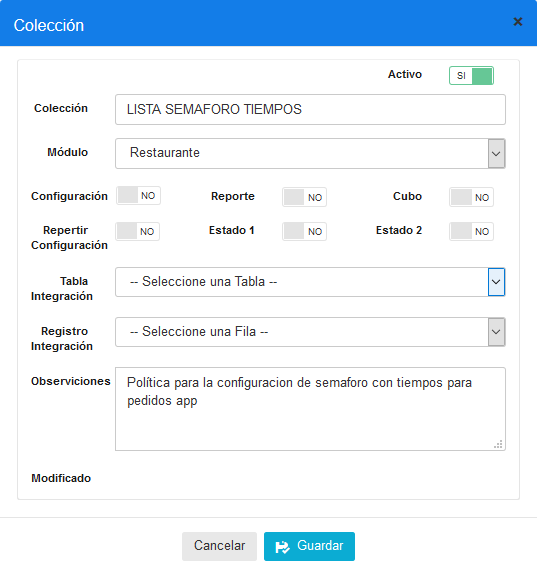 Colección ×
Activo SI
Colección LISTA SEMAFORO TIEMPOS
Módulo Restaurante
Configuración NO Reporte NO Cubo NO
Repertir
Configuración NO Estado 1 NO Estado 2 NO
Tabla
Integración -- Seleccione una Tabla --
Registro
Integración -- Seleccione una Fila --
Observiciones Política para la configuracion de semaforo con tiempos para
pedidos app
Modificado
Cancelar Guardar